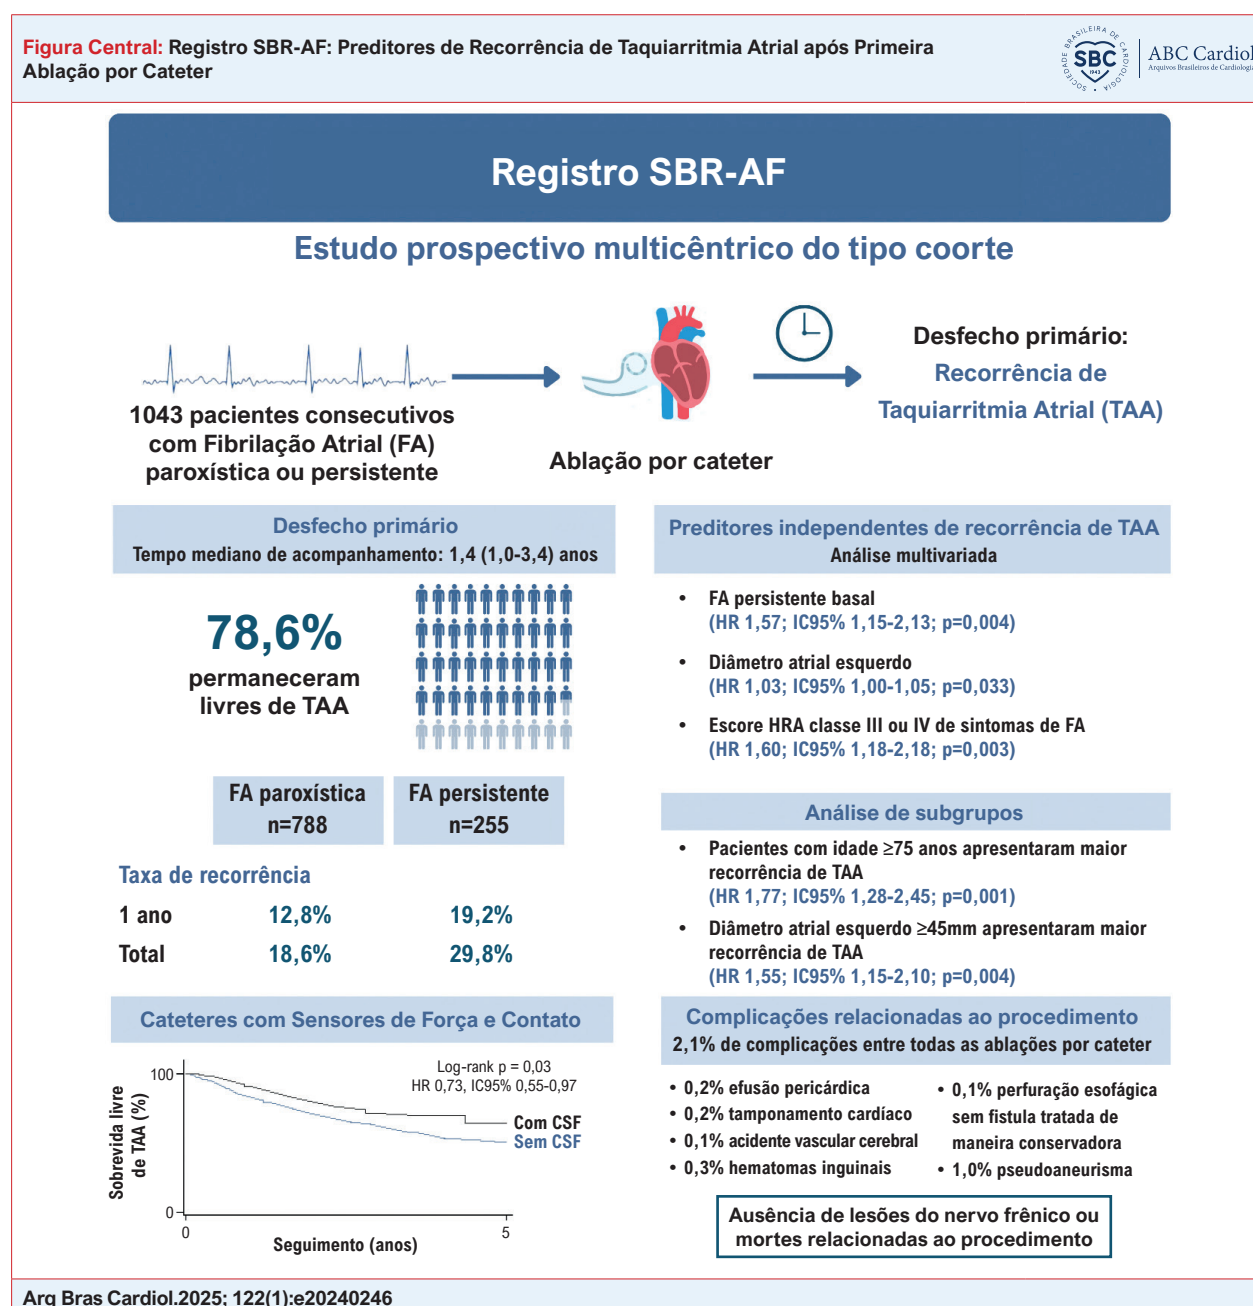 Figura Central: Registro SBR-AF: Preditores de Recorrência de Taquiarritmia Atrial após Primeira
Ablação por Cateter
SOCIEDADE BRASILEIRA DE CARDIOLOGIA
SBC
1943
ABC Cardiol
Arquivos Brasileiros de Cardiologia
Registro SBR-AF
Estudo prospectivo multicêntrico do tipo coorte
1043 pacientes consecutivos
com Fibrilação Atrial (FA)
paroxística ou persistente
Ablação por cateter
Desfecho primário:
Recorrência de
Taquiarritmia Atrial (TAA)
Desfecho primário
Tempo mediano de acompanhamento: 1,4 (1,0-3,4) anos
78,6%
permaneceram
livres de TAA
FA paroxística
n=788
FA persistente
n=255
Taxa de recorrência
1 ano 12,8% 19,2%
Total 18,6% 29,8%
Cateteres com Sensores de Força e Contato
Log-rank p = 0,03
HR 0,73, IC95% 0,55-0,97
Com CSF
Sem CSF
Sobrevida livre
de TAA (%)
100
0
0
5
Seguimento (anos)
Preditores independentes de recorrência de TAA
Análise multivariada
• FA persistente basal
(HR 1,57; IC95% 1,15-2,13; p=0,004)
• Diâmetro atrial esquerdo
(HR 1,03; IC95% 1,00-1,05; p=0,033)
• Escore HRA classe III ou IV de sintomas de FA
(HR 1,60; IC95% 1,18-2,18; p=0,003)
Análise de subgrupos
• Pacientes com idade ≥75 anos apresentaram maior
recorrência de TAA
(HR 1,77; IC95% 1,28-2,45; p=0,001)
• Diâmetro atrial esquerdo ≥45mm apresentaram maior
recorrência de TAA
(HR 1,55; IC95% 1,15-2,10; p=0,004)
Complicações relacionadas ao procedimento
2,1% de complicações entre todas as ablações por cateter
• 0,2% efusão pericárdica
• 0,2% tamponamento cardíaco
• 0,1% acidente vascular cerebral
• 0,3% hematomas inguinais
• 0,1% perfuração esofágica
sem fistula tratada de
maneira conservadora
• 1,0% pseudoaneurisma
Ausência de lesões do nervo frênico ou
mortes relacionadas ao procedimento
Arq Bras Cardiol.2025; 122(1):e20240246